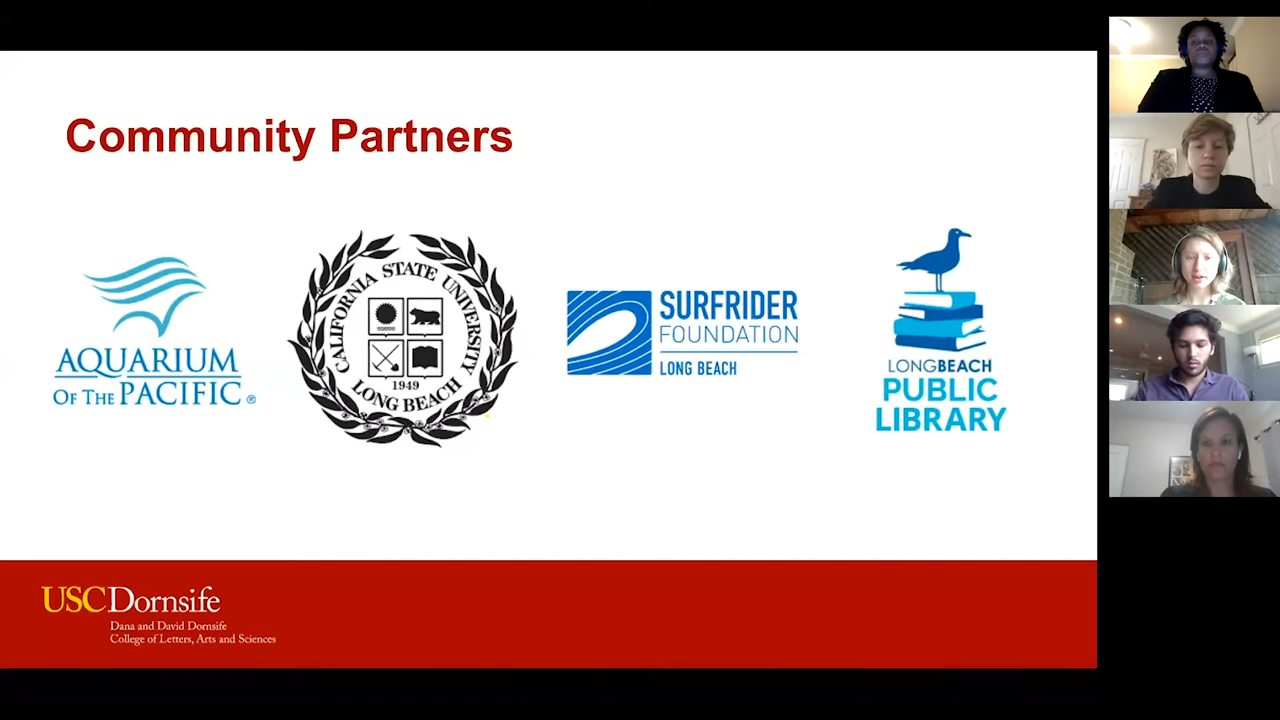 Community Partners
AQUARIUM
OF THE PACIFIC®
CALIFORNIA STATE UNIVERSITY
1949
LONG BEACH
SURFRIDER
FOUNDATION
LONG BEACH
LONGBEACH
PUBLIC
LIBRARY
USCDornsife
Dana and David Dornsife
College of Letters, Arts and Sciences